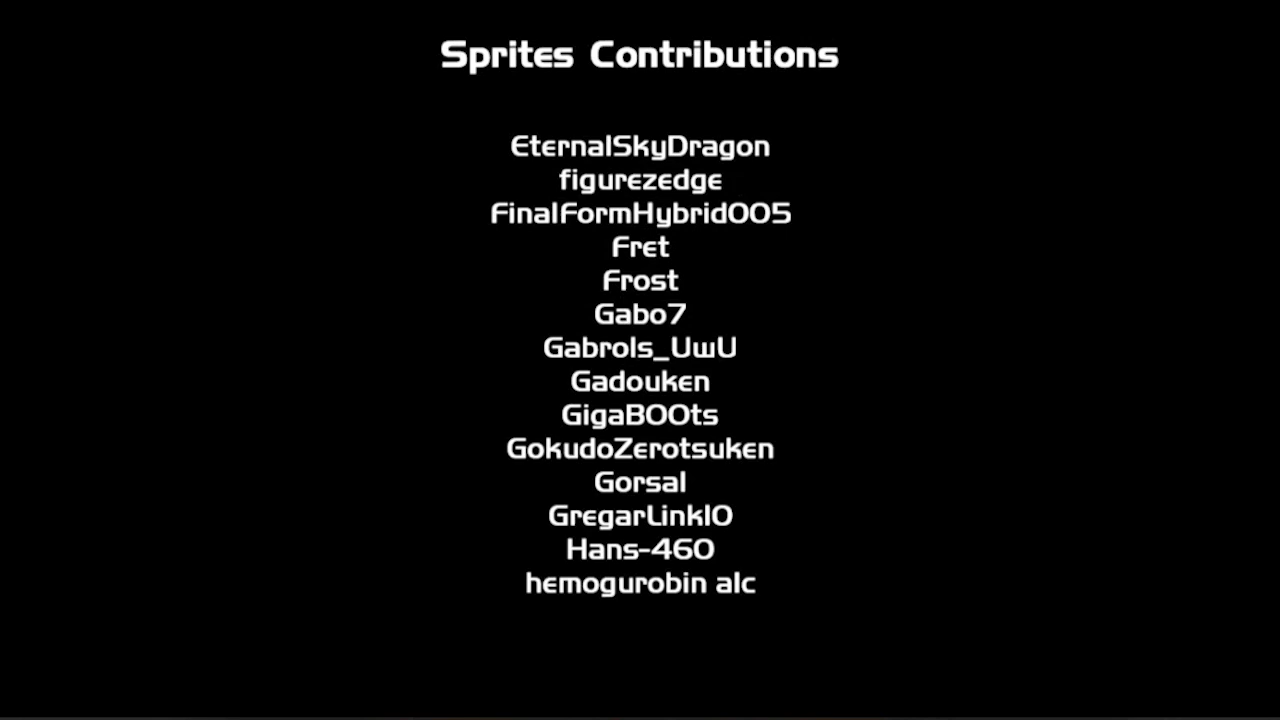 Sprites Contributions
EternalSkyDragon
figurezedge
FinalFormHybrid005
Fret
Frost
Gabo7
Gabrols_UwU
Gadouken
GigaB00ts
GokudoZerotsuken
Gorsal
GregarLink10
Hans-460
hemogurobin alc